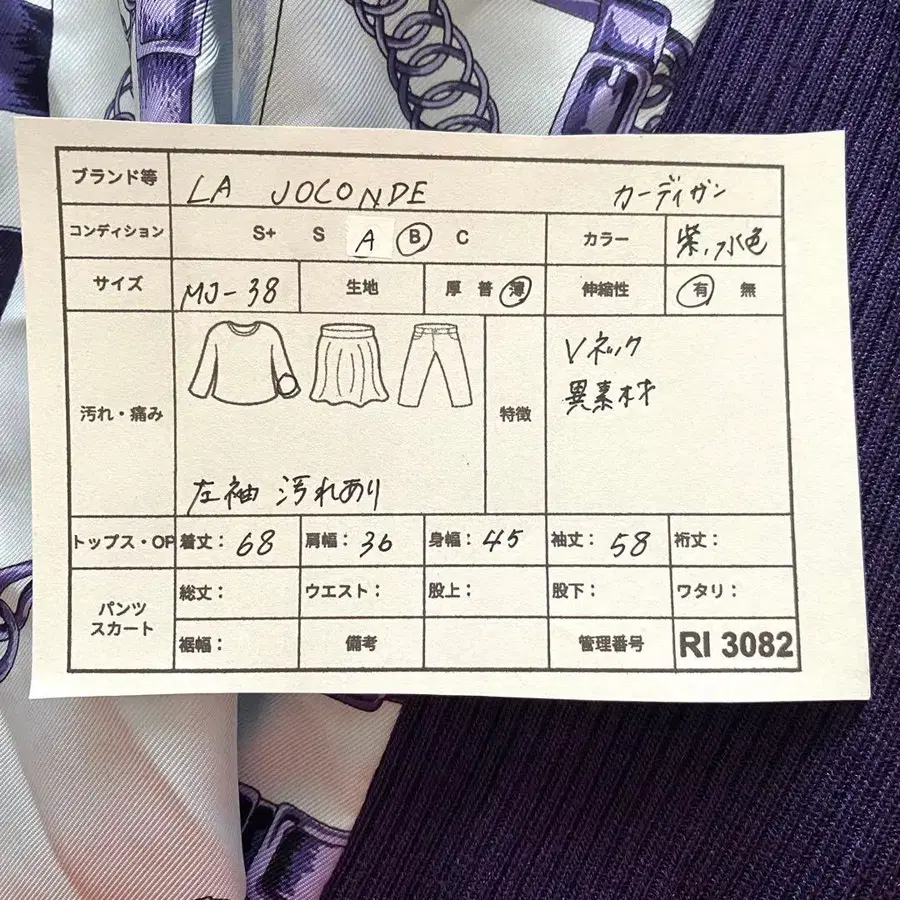 ブランド等 LA JOCONDE カーディガン
コンディション S+ S A B C カラー 紫,水色
サイズ MJ-38 生地 厚 普 薄 伸縮性 有 無
汚れ・痛み 左袖 汚れあり 特徴 Vネック
異素材
トップス・OP 着丈: 68 肩幅: 36 身幅: 45 袖丈: 58 裄丈:
パンツ
スカート
総丈: ウエスト: 股上: 股下: ワタリ:
裾幅: 備考 管理番号 RI 3082